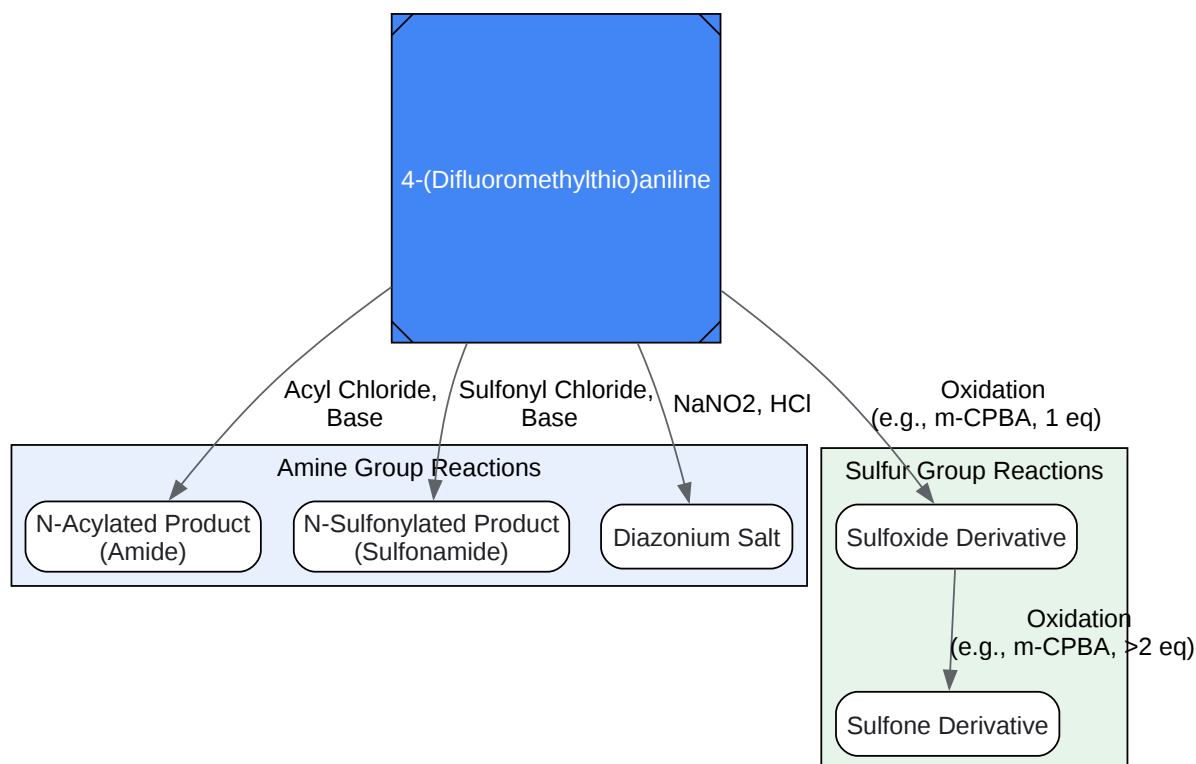 4-(Difluoromethylthio)aniline
Acyl Chloride,
Base
Sulfonyl Chloride,
Base
NaNO2, HCl
Oxidation
(e.g., m-CPBA, 1 eq)
Amine Group Reactions
N-Acylated Product
(Amide)
N-Sulfonylated Product
(Sulfonamide)
Diazonium Salt
Sulfur Group Reactions
Sulfoxide Derivative
Oxidation
(e.g., m-CPBA, >2 eq)
Sulfone Derivative